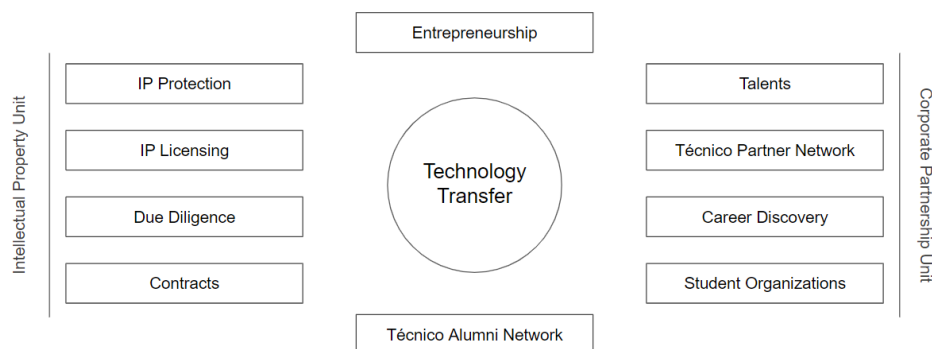 Entrepreneurship
Intellectual Property Unit
IP Protection
IP Licensing
Due Diligence
Contracts
Technology
Transfer
Talents
Técnico Partner Network
Career Discovery
Student Organizations
Corporate Partnership Unit
Técnico Alumni Network